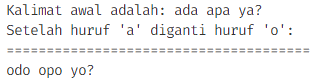 Kalimat awal adalah: ada apa ya?
Setelah huruf 'a' diganti huruf 'o':
======================================
odo opo yo?